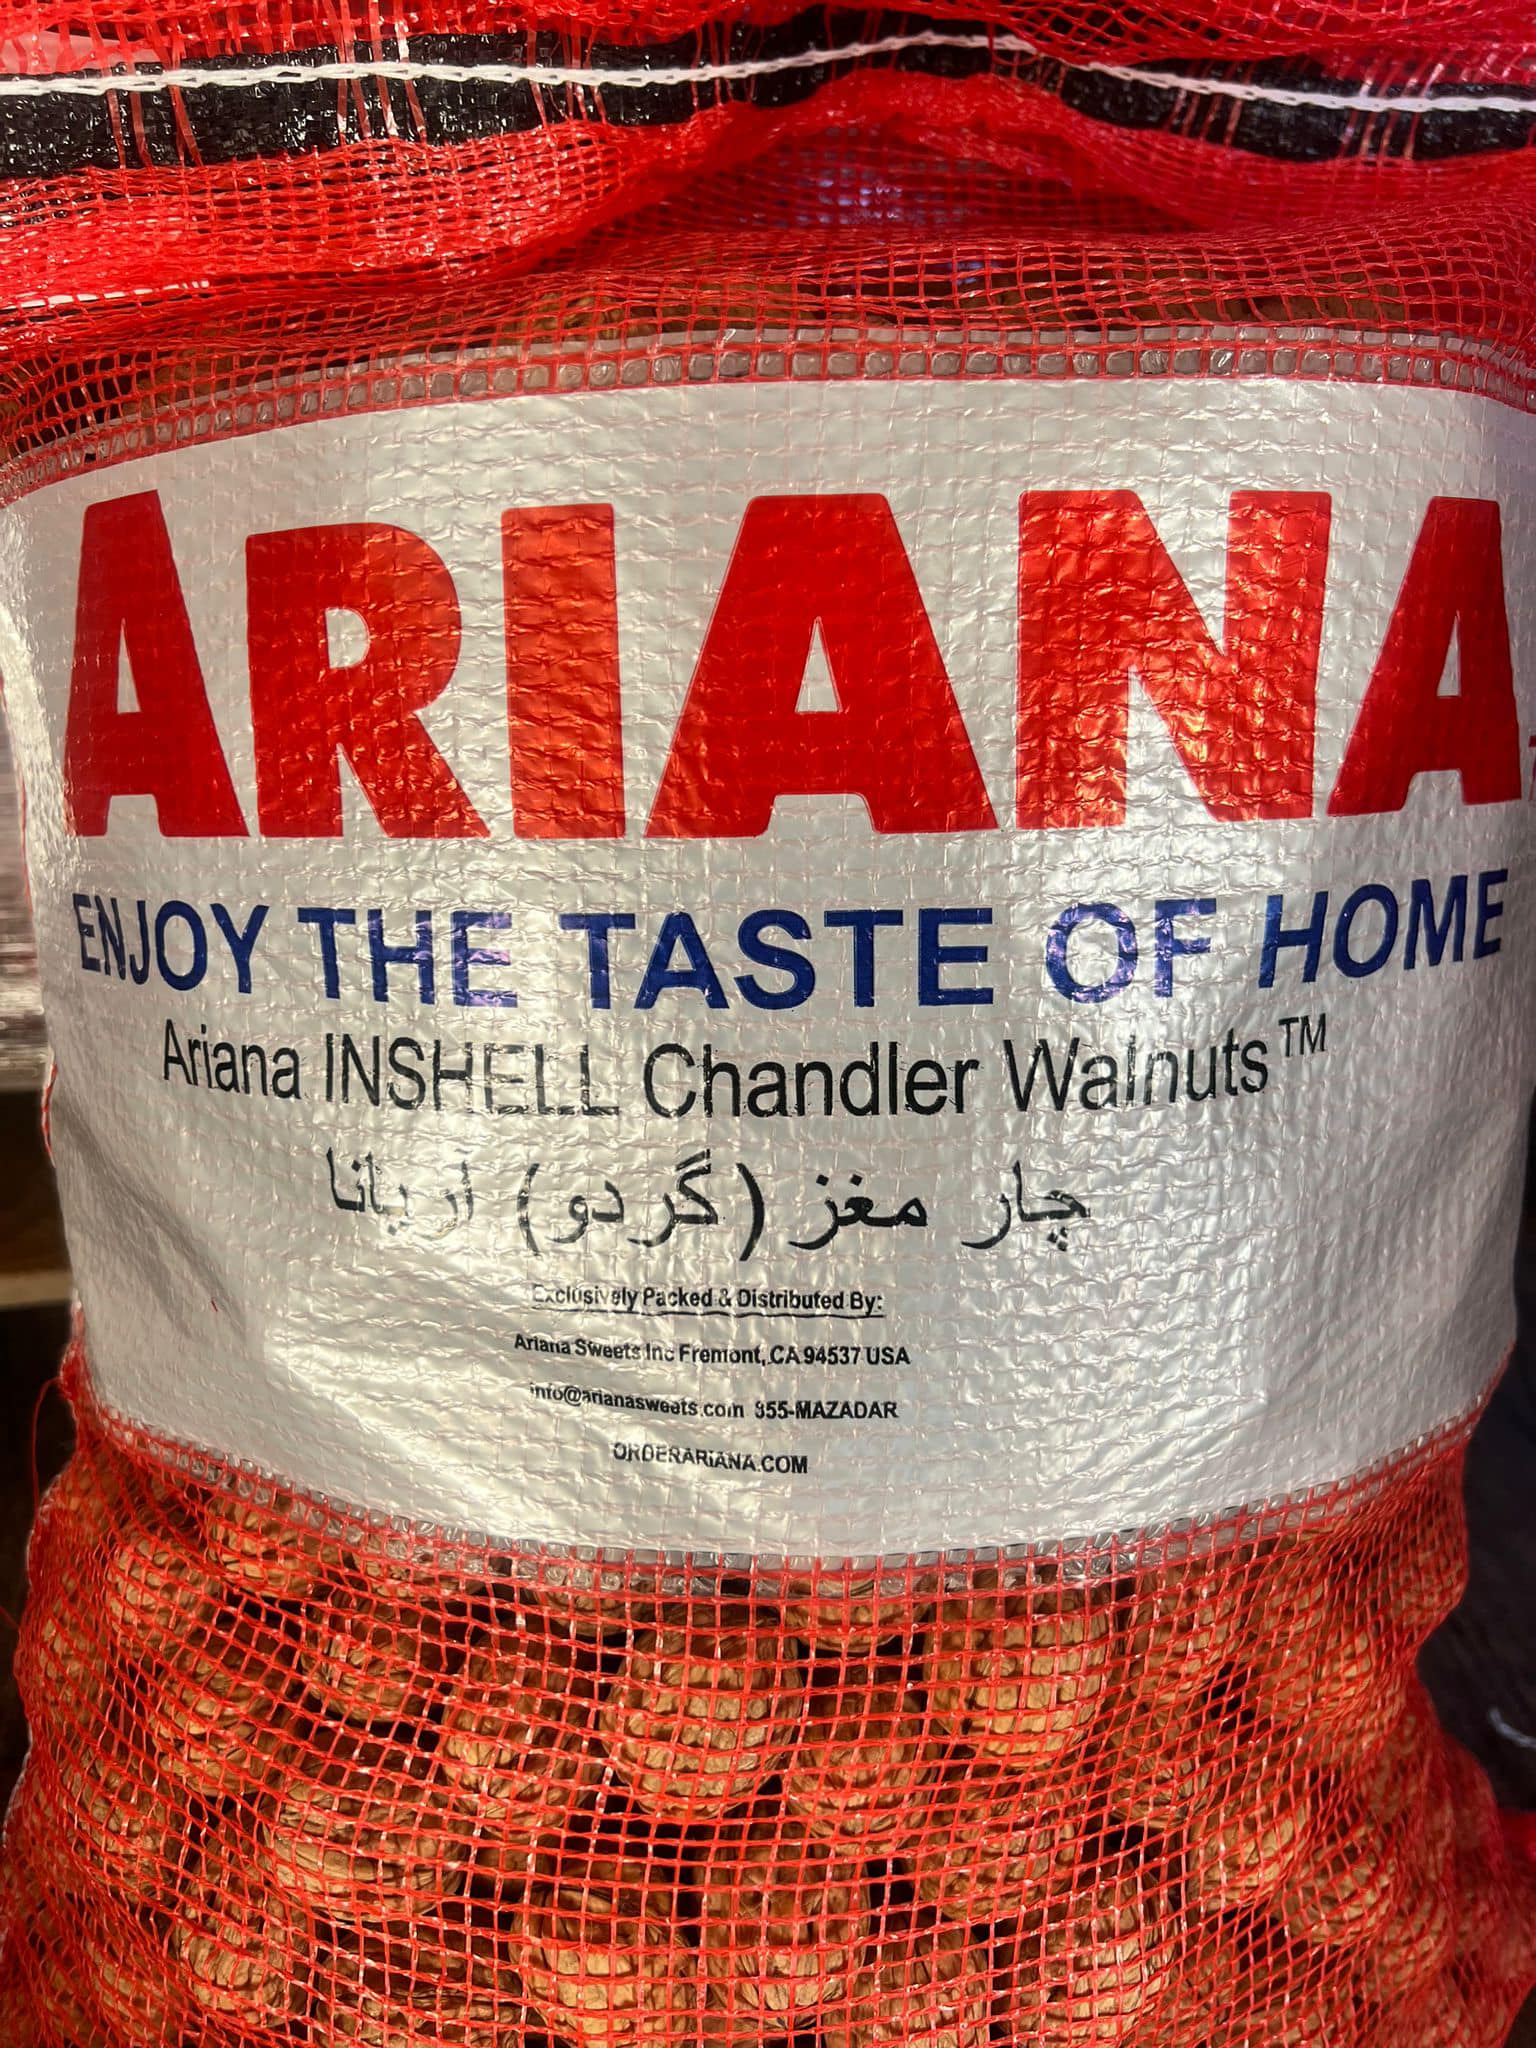 ARIANA
ENJOY THE TASTE OF HOME
Ariana INSHELL Chandler Walnuts™
چار مغز (گردو) آریانا
Exclusively Packed & Distributed By:
Ariana Sweets Inc Fremont, CA 94537 USA
info@arianasweets.com 855-MAZADAR
ORDERARIANA.COM